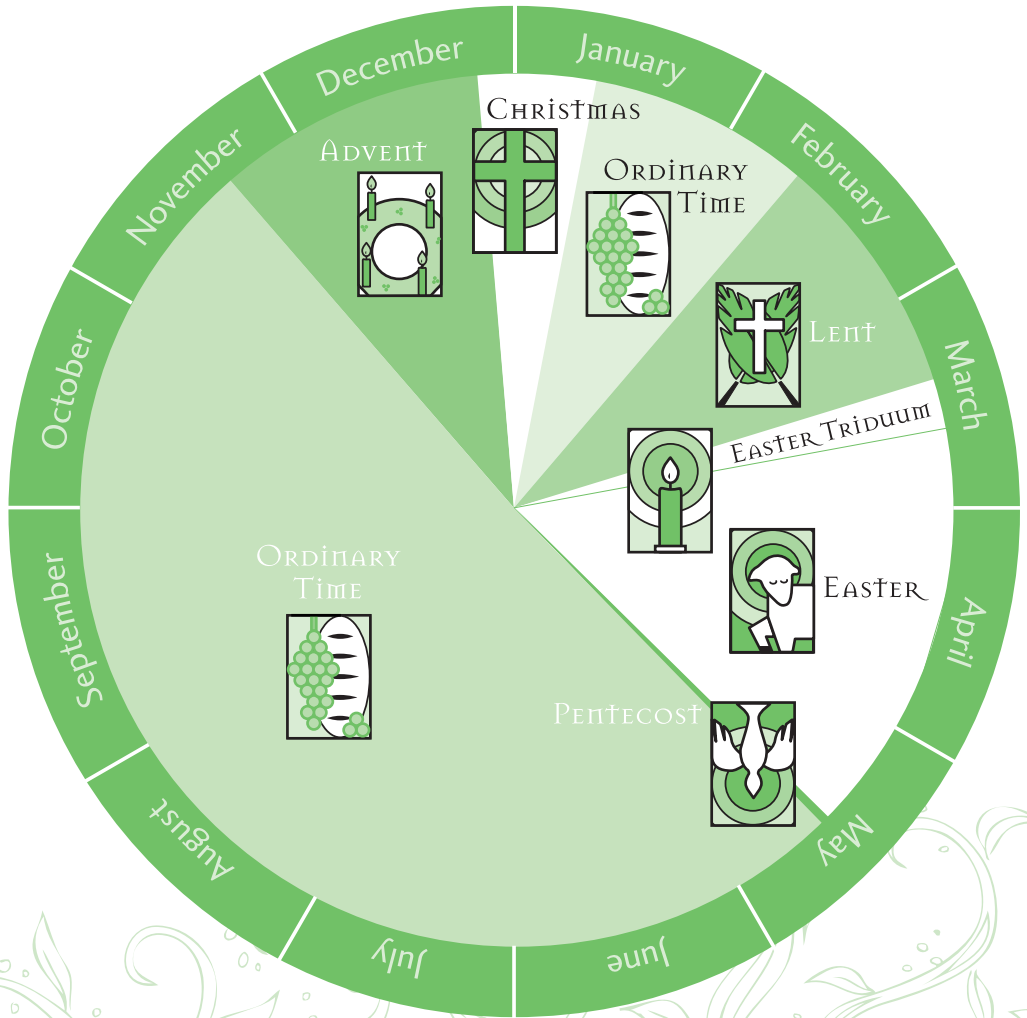 January
February
March
April
May
June
July
August
September
October
November
December
Advent
Christmas
Ordinary
Time
Lent
Easter Triduum
Easter
Pentecost
Ordinary
Time